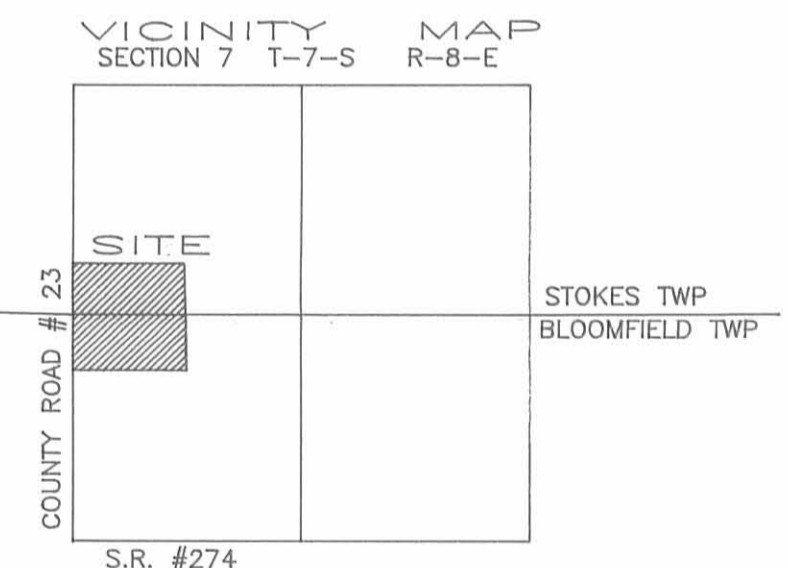 VICINITY MAP
SECTION 7 T-7-S R-8-E
SITE
COUNTY ROAD # 23
STOKES TWP
BLOOMFIELD TWP
S.R. #274